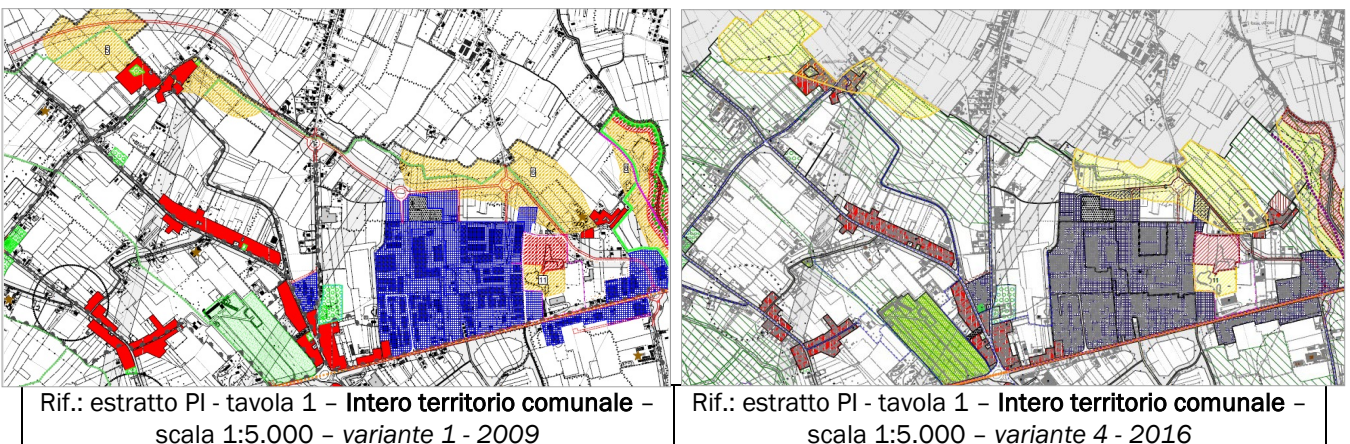 Rif.: estratto PI - tavola 1 – Intero territorio comunale –
scala 1:5.000 – variante 1 - 2009
Rif.: estratto PI - tavola 1 – Intero territorio comunale –
scala 1:5.000 – variante 4 - 2016